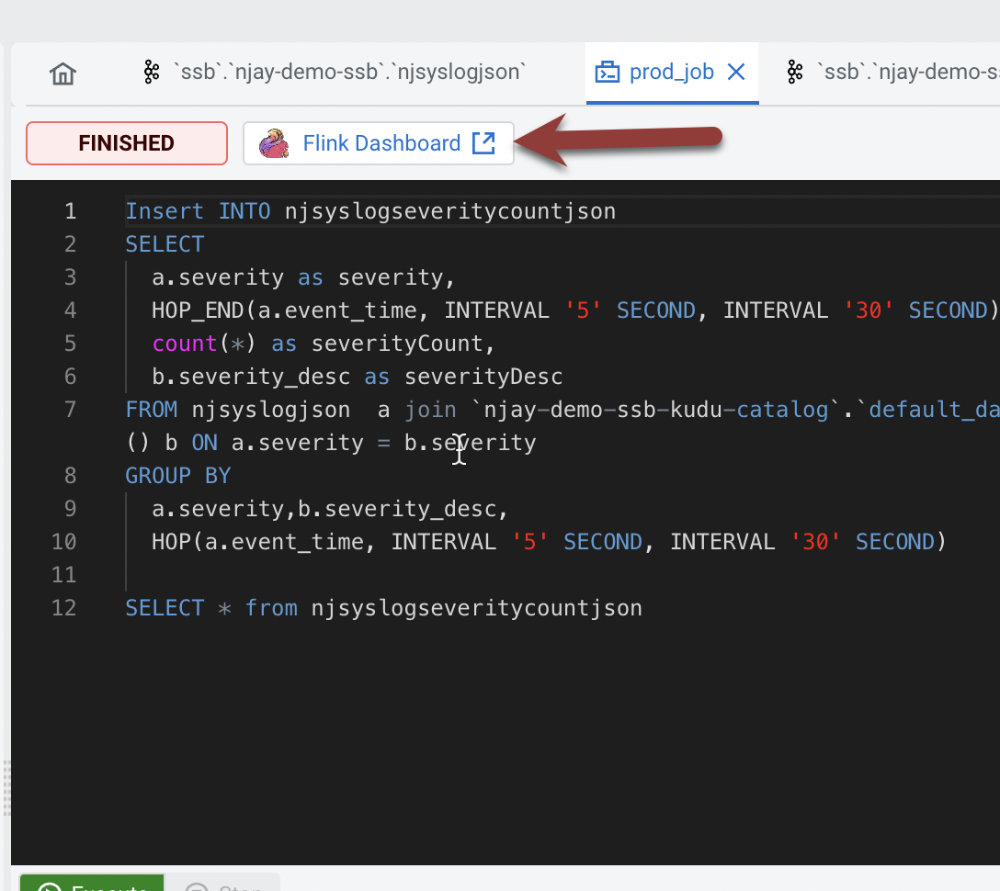 `ssb`.`njay-demo-ssb`.`njsyslogjson`
prod_job
`ssb`.`njay-demo-s
FINISHED
Flink Dashboard
1 Insert INTO njsyslogseveritycountjson
2 SELECT
3 a.severity as severity,
4 HOP_END(a.event_time, INTERVAL '5' SECOND, INTERVAL '30' SECOND)
5 count(*) as severityCount,
6 b.severity_desc as severityDesc
7 FROM njsyslogjson  a join `njay-demo-ssb-kudu-catalog`.`default_da
() b ON a.severity = b.severity
8 GROUP BY
9 a.severity,b.severity_desc,
10 HOP(a.event_time, INTERVAL '5' SECOND, INTERVAL '30' SECOND)
11
12 SELECT * from njsyslogseveritycountjson
Execute
Stop